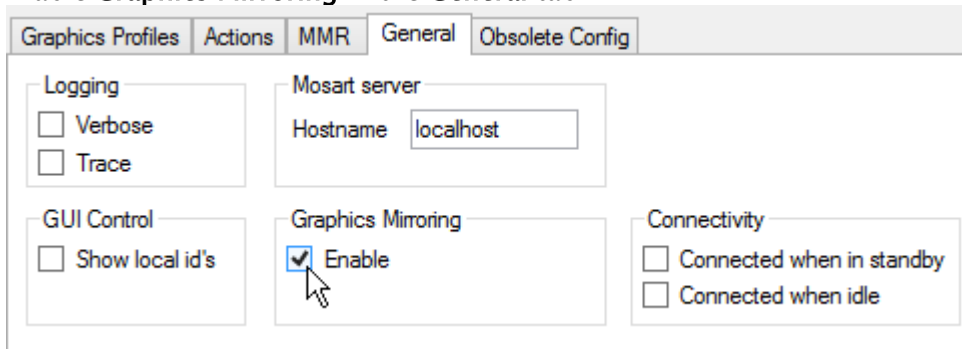 Graphics Profiles Actions MMR General Obsolete Config
Logging
Verbose
Trace
Mosart server
Hostname localhost
GUI Control
Show local id's
Graphics Mirroring
Enable
Connectivity
Connected when in standby
Connected when idle